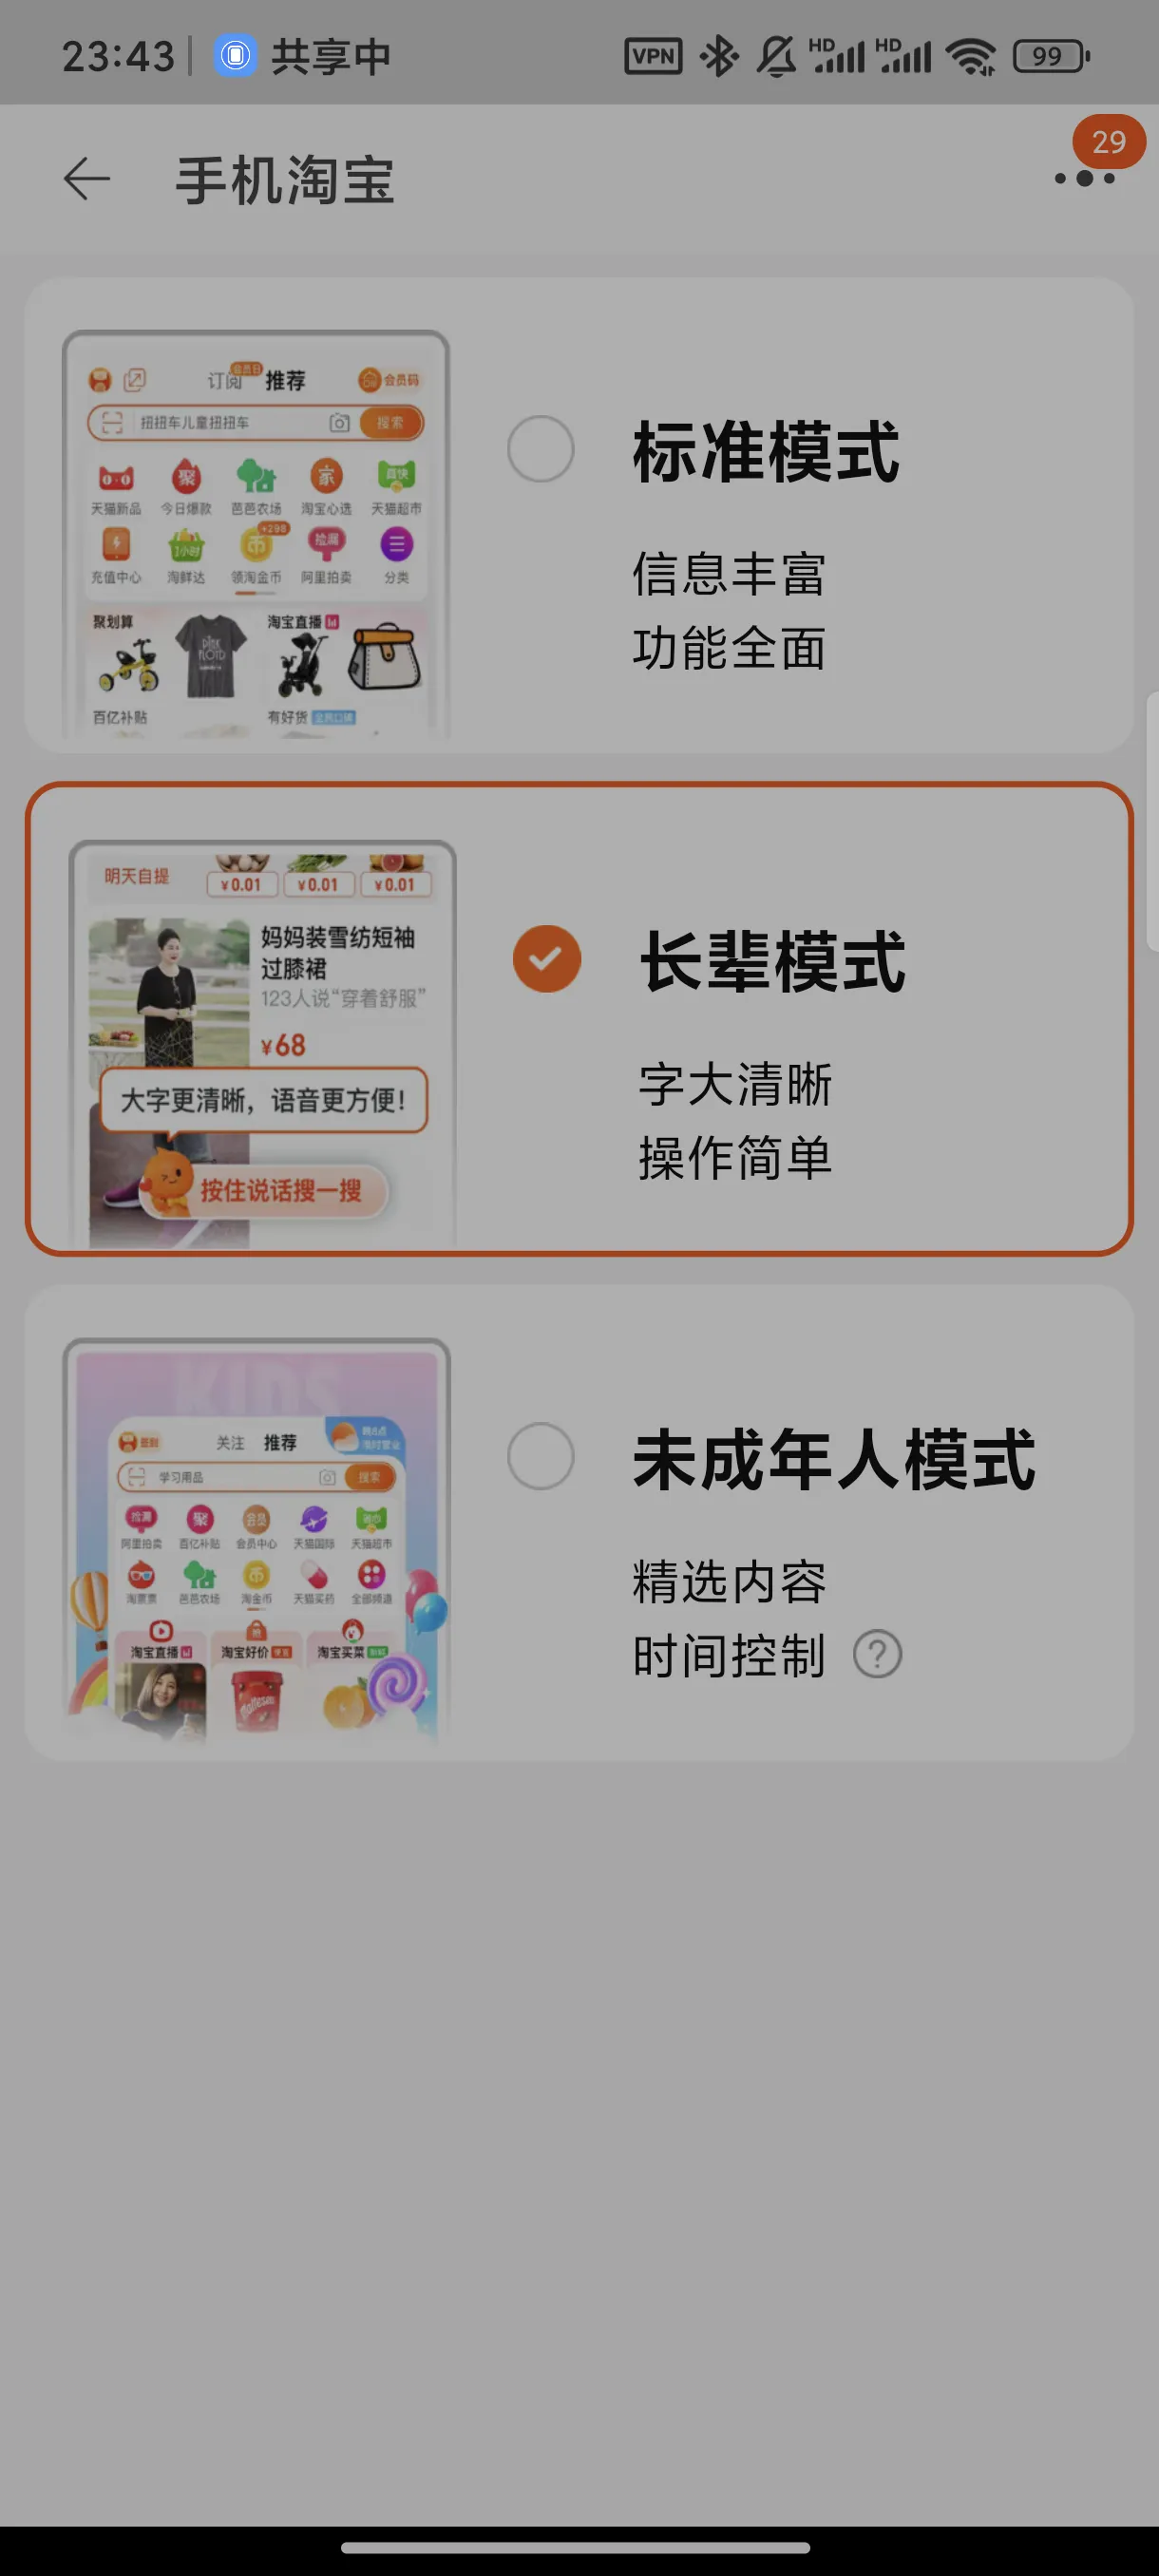 23:43
共享中
VPN
HD
HD
99
手机淘宝
29
订阅
会员日
推荐
会员码
扭扭车儿童扭扭车
搜索
天猫新品
今日爆款
芭芭农场
淘宝心选
天猫超市
+298
充值中心
淘鲜达
领淘金币
阿里拍卖
分类
聚划算
淘宝直播
百亿补贴
有好货
标准模式
信息丰富
功能全面
明天自提
¥0.01
¥0.01
¥0.01
妈妈装雪纺短袖
过膝裙
123人说“穿着舒服”
¥68
大字更清晰，语音更方便！
按住说话搜一搜
长辈模式
字大清晰
操作简单
KIDS
关注
推荐
学习用品
搜索
阿里拍卖
百亿补贴
会员中心
天猫国际
天猫超市
淘票票
芭芭农场
淘金币
天猫买药
全部频道
淘宝直播
淘宝好价
淘宝买菜
未成年人模式
精选内容
时间控制